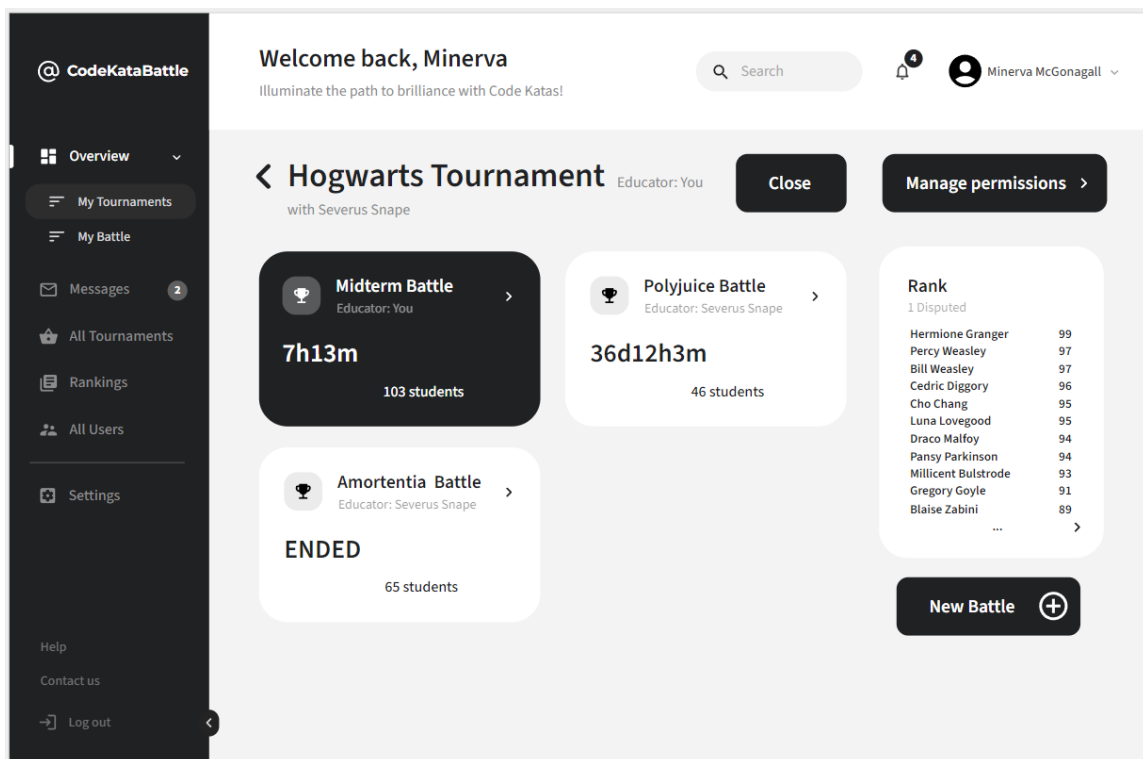 @ CodeKataBattle
Overview
My Tournaments
My Battle
Messages 2
All Tournaments
Rankings
All Users
Settings
Help
Contact us
Log out
Welcome back, Minerva
Illuminate the path to brilliance with Code Katas!
Search
4
Minerva McGonagall
Hogwarts Tournament Educator: You
with Severus Snape
Close
Manage permissions
Midterm Battle
Educator: You
7h13m
103 students
Polyjuice Battle
Educator: Severus Snape
36d12h3m
46 students
Amortentia Battle
Educator: Severus Snape
ENDED
65 students
Rank
1 Disputed
Hermione Granger 99
Percy Weasley 97
Bill Weasley 97
Cedric Diggory 96
Cho Chang 95
Luna Lovegood 95
Draco Malfoy 94
Pansy Parkinson 94
Millicent Bulstrode 93
Gregory Goyle 91
Blaise Zabini 89
...
New Battle